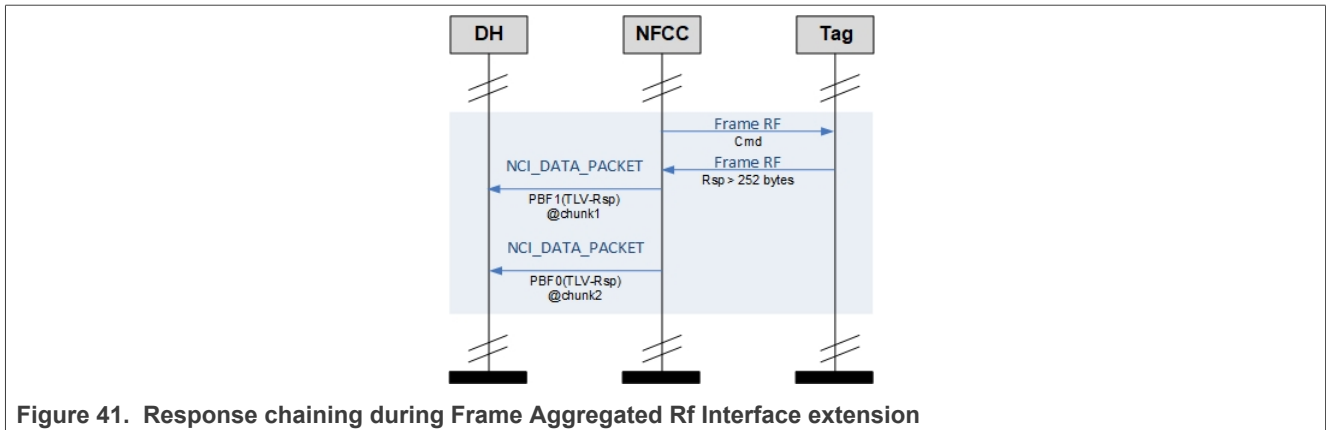 DH NFCC Tag
Frame RF
Cmd
NCI_DATA_PACKET Frame RF
Rsp > 252 bytes
PBF1(TLV-Rsp)
@chunk1
NCI_DATA_PACKET
PBF0(TLV-Rsp)
@chunk2
Figure 41. Response chaining during Frame Aggregated Rf Interface extension